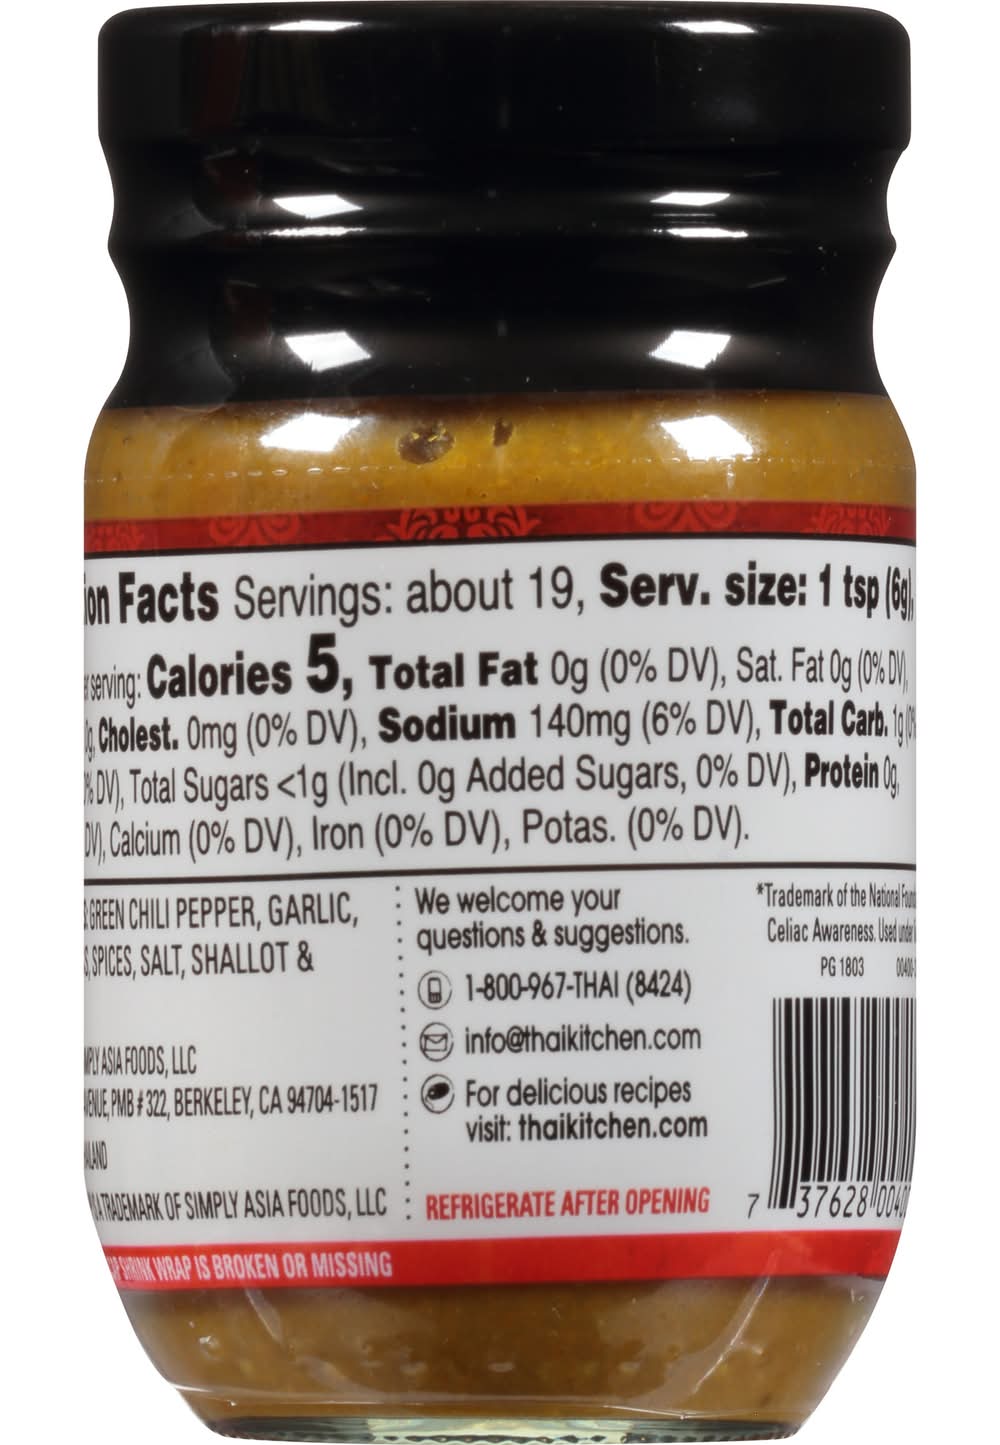 Facts Servings: about 19, Serv. size: 1 tsp (6g),
serving: Calories 5, Total Fat 0g (0% DV), Sat. Fat 0g (0% DV),
0g, Cholest. 0mg (0% DV), Sodium 140mg (6% DV), Total Carb. 1g
DV), Total Sugars <1g (Incl. 0g Added Sugars, 0% DV), Protein 0g,
DV), Calcium (0% DV), Iron (0% DV), Potas. (0% DV).
GREEN CHILI PEPPER, GARLIC,
SPICES, SALT, SHALLOT &
ASIA FOODS, LLC
PMB # 322, BERKELEY, CA 94704-1517
TRADEMARK OF SIMPLY ASIA FOODS, LLC
We welcome your
questions & suggestions.
1-800-967-THAI (8424)
info@thaikitchen.com
For delicious recipes
visit: thaikitchen.com
REFRIGERATE AFTER OPENING
*Trademark of the National
Celiac Awareness. Used under
PG 1803
7 37628
SHRINK WRAP IS BROKEN OR MISSING